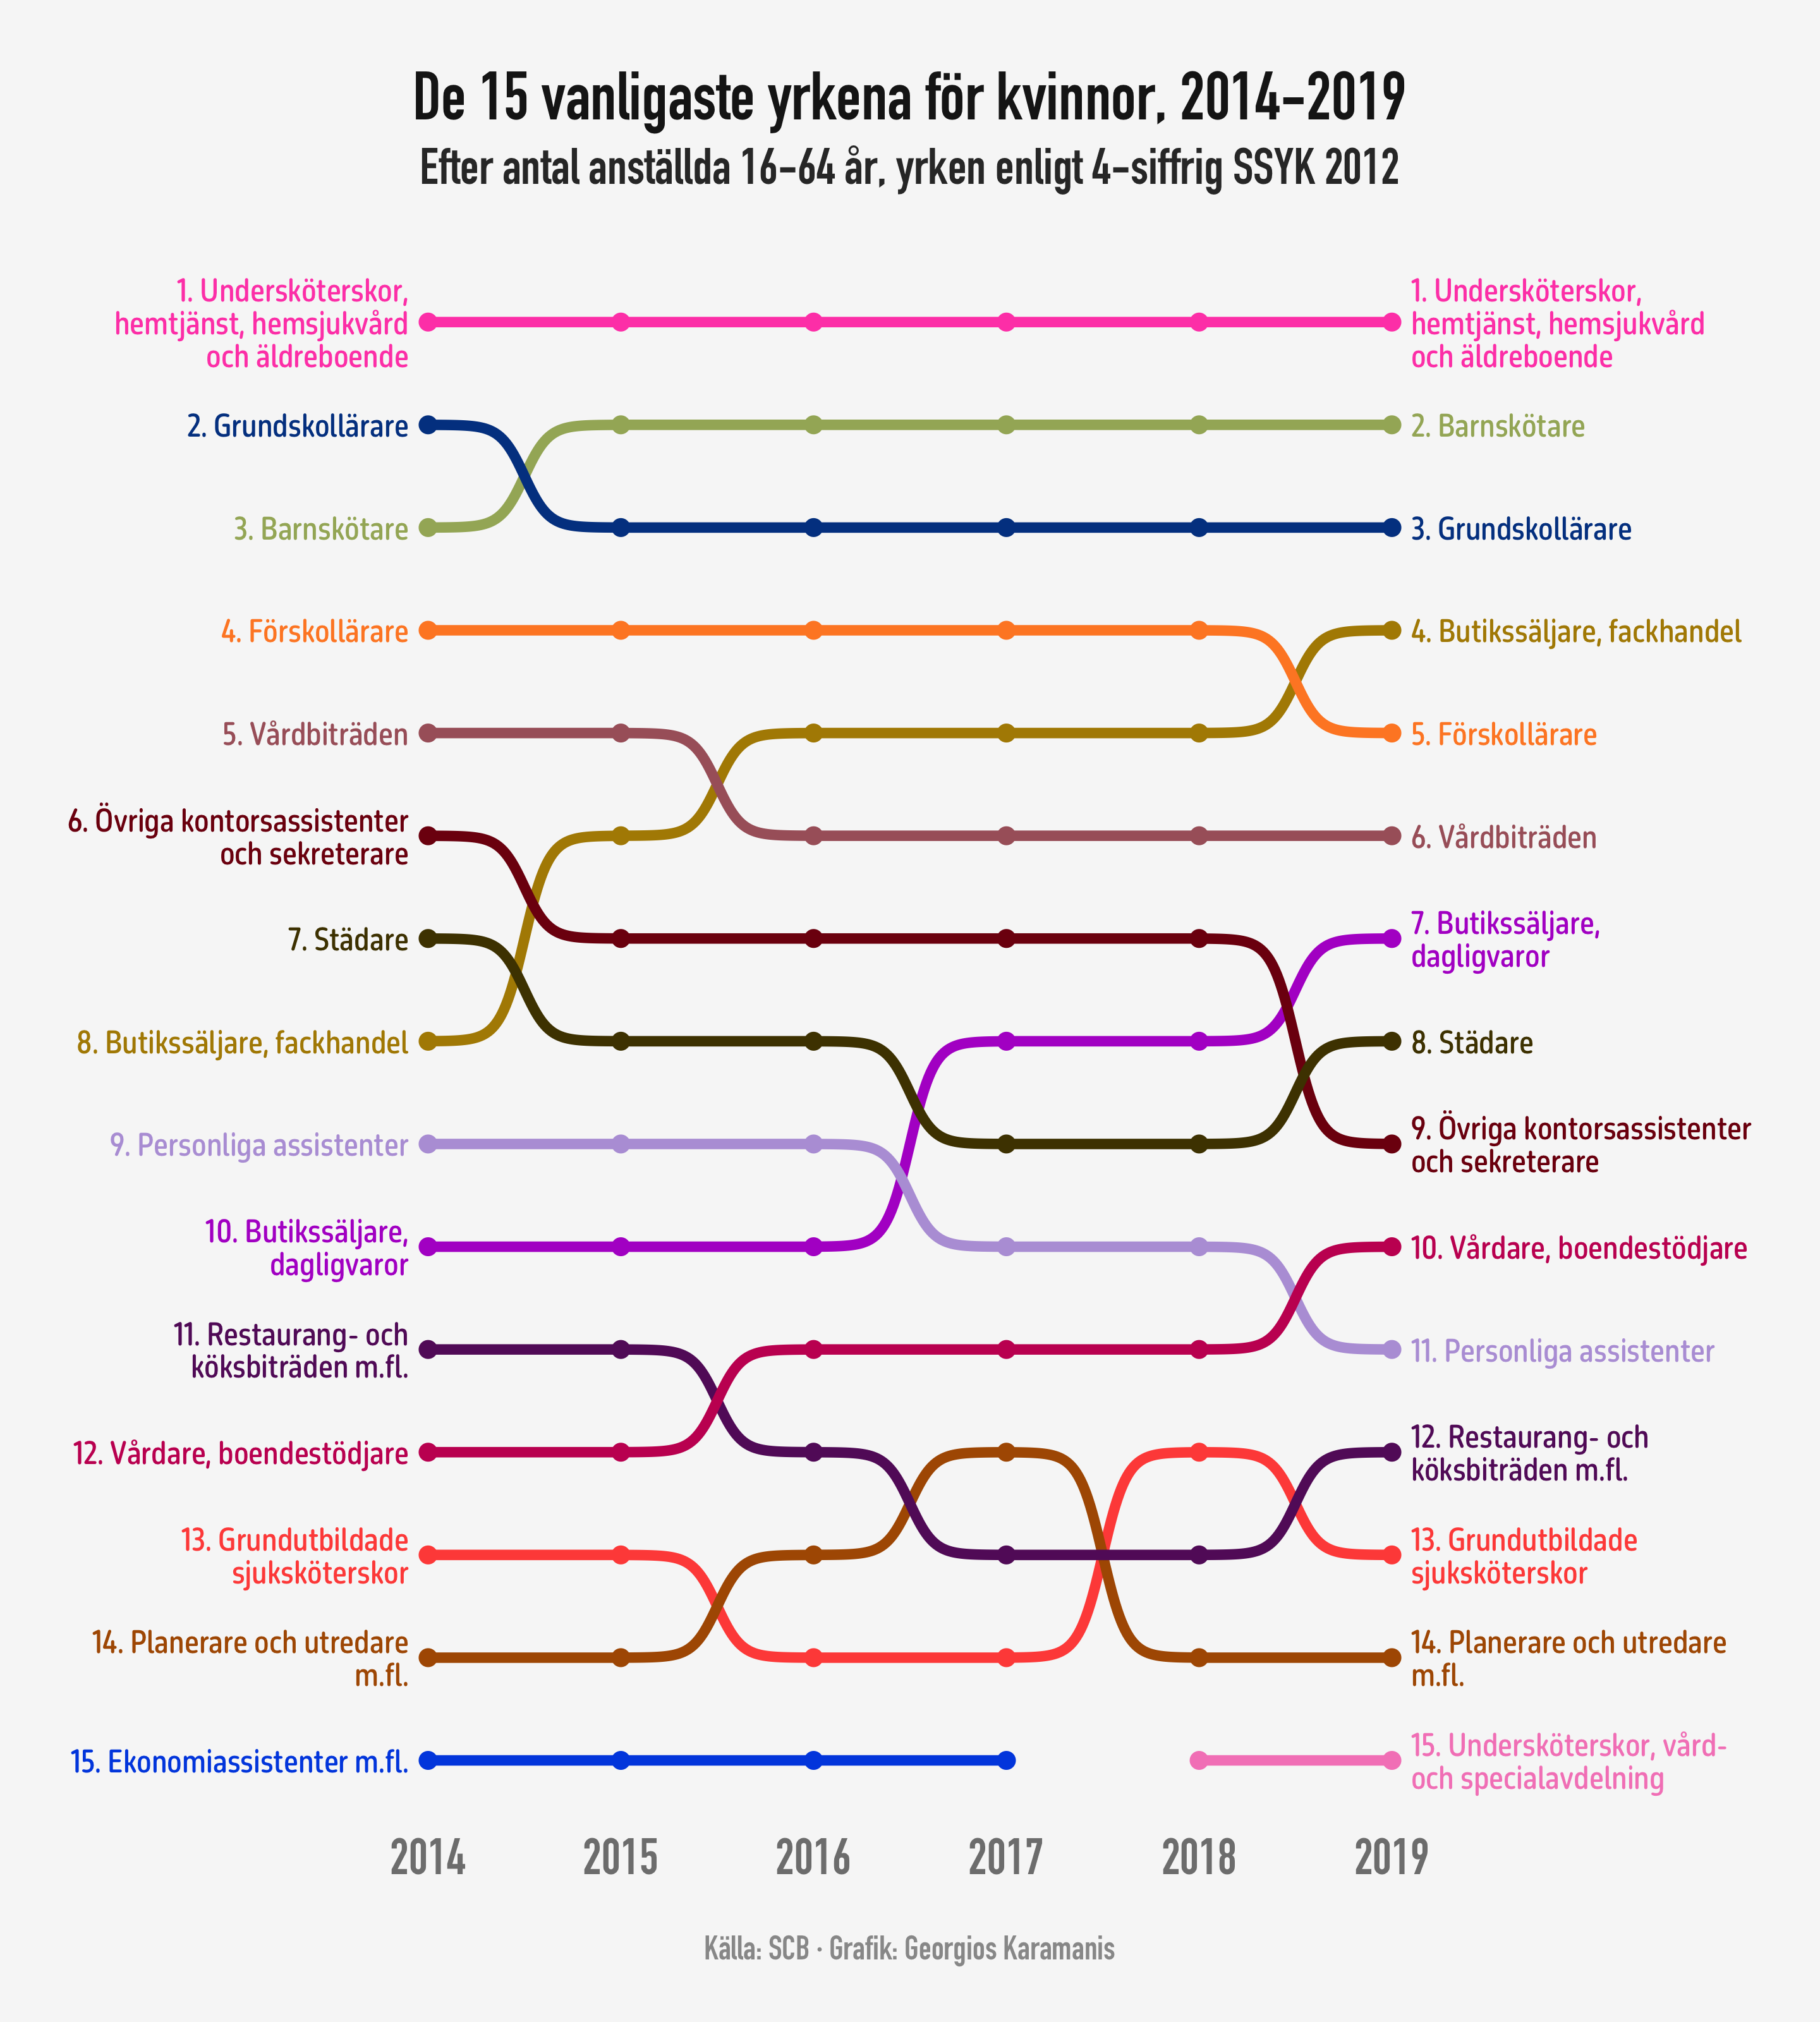 De 15 vanligaste yrkena för kvinnor, 2014–2019
Efter antal anställda 16–64 år, yrken enligt 4–siffrig SSYK 2012
1. Undersköterskor,
hemtjänst, hemsjukvård
och äldreboende
2. Grundskollärare
3. Barnskötare
4. Förskollärare
5. Vårdbiträden
6. Övriga kontorsassistenter
och sekreterare
7. Städare
8. Butikssäljare, fackhandel
9. Personliga assistenter
10. Butikssäljare,
dagligvaror
11. Restaurang- och
köksbiträden m.fl.
12. Vårdare, boendestödjare
13. Grundutbildade
sjuksköterskor
14. Planerare och utredare
m.fl.
15. Ekonomiassistenter m.fl.
1. Undersköterskor,
hemtjänst, hemsjukvård
och äldreboende
2. Barnskötare
3. Grundskollärare
4. Butikssäljare, fackhandel
5. Förskollärare
6. Vårdbiträden
7. Butikssäljare,
dagligvaror
8. Städare
9. Övriga kontorsassistenter
och sekreterare
10. Vårdare, boendestödjare
11. Personliga assistenter
12. Restaurang- och
köksbiträden m.fl.
13. Grundutbildade
sjuksköterskor
14. Planerare och utredare
m.fl.
15. Undersköterskor, vård-
och specialavdelning
2014 2015 2016 2017 2018 2019
Källa: SCB · Grafik: Georgios Karamanis